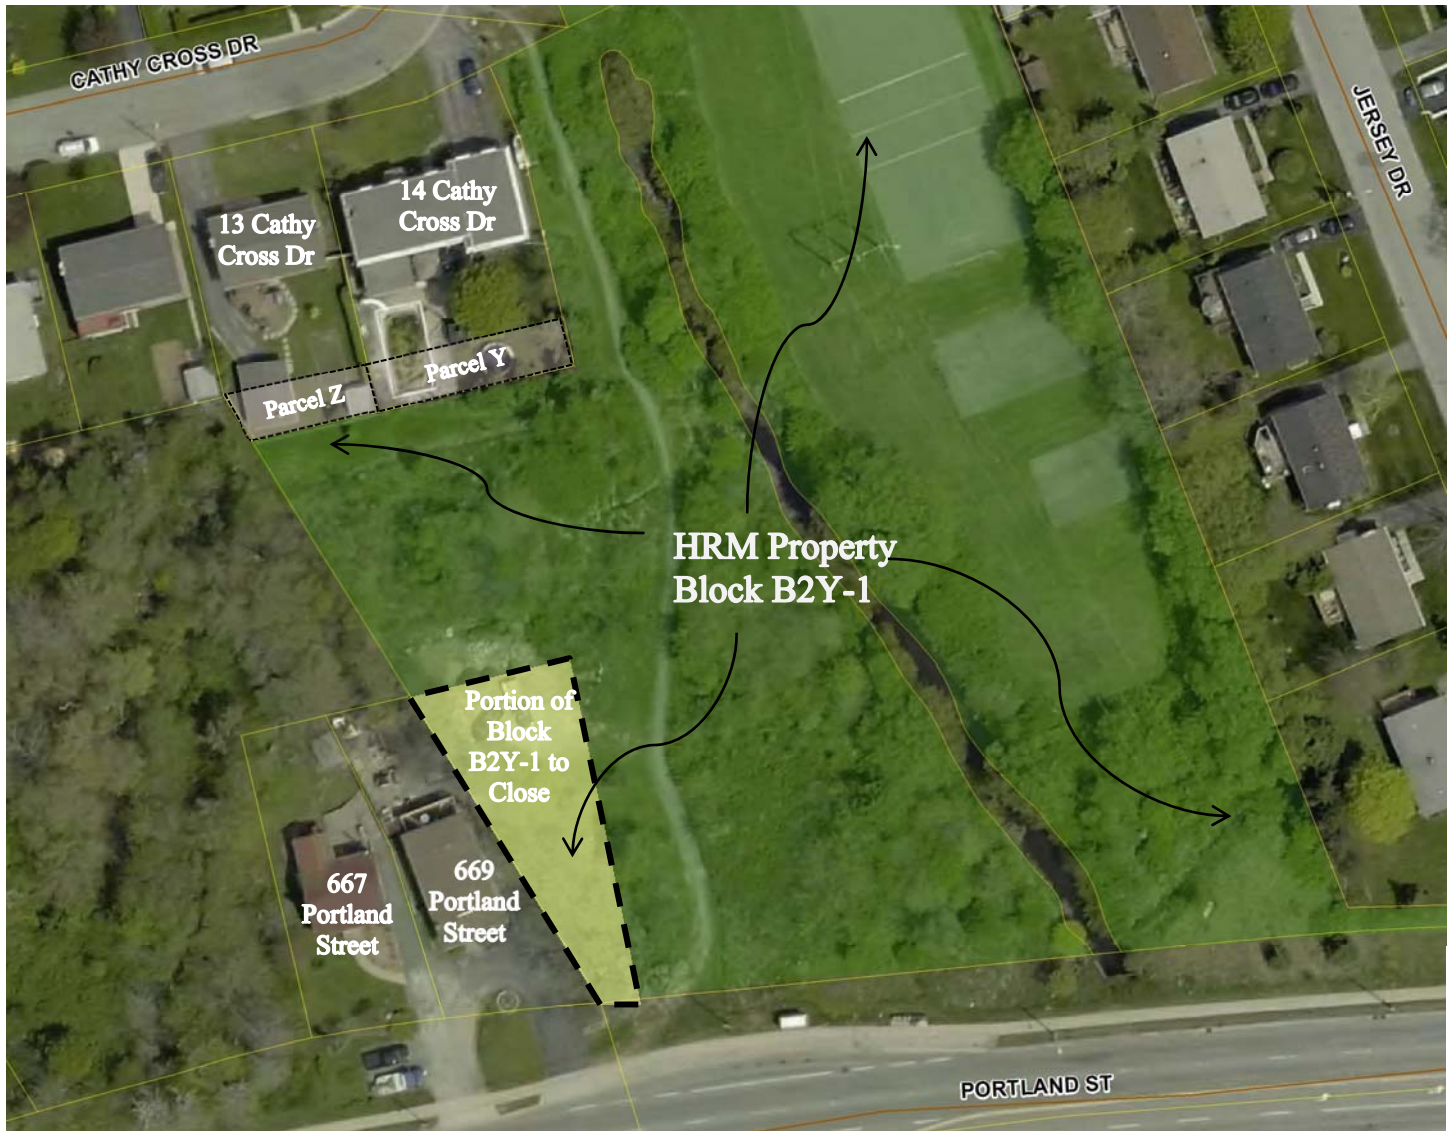 CATHY CROSS DR
JERSEY DR
14 Cathy
Cross Dr
13 Cathy
Cross Dr
Parcel Y
Parcel Z
HRM Property
Block B2Y-1
Portion of
Block
B2Y-1 to
Close
669
Portland
Street
667
Portland
Street
PORTLAND ST